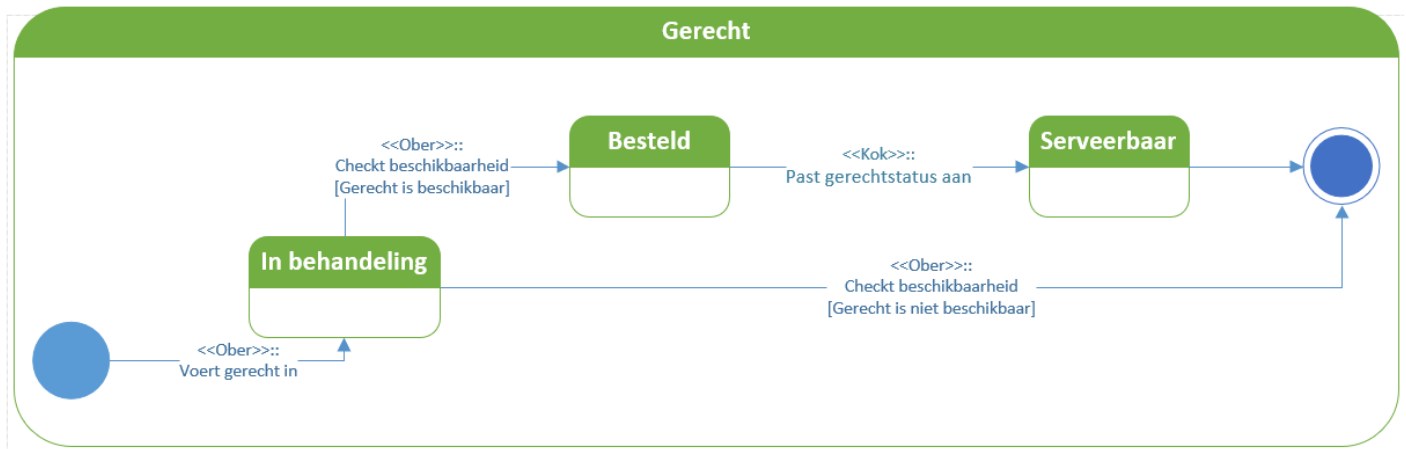 Gerecht
<<Ober>>::
Checkt beschikbaarheid
[Gerecht is beschikbaar]
Besteld
<<Kok>>::
Past gerechtstatus aan
Serveerbaar
In behandeling
<<Ober>>::
Checkt beschikbaarheid
[Gerecht is niet beschikbaar]
<<Ober>>::
Voert gerecht in